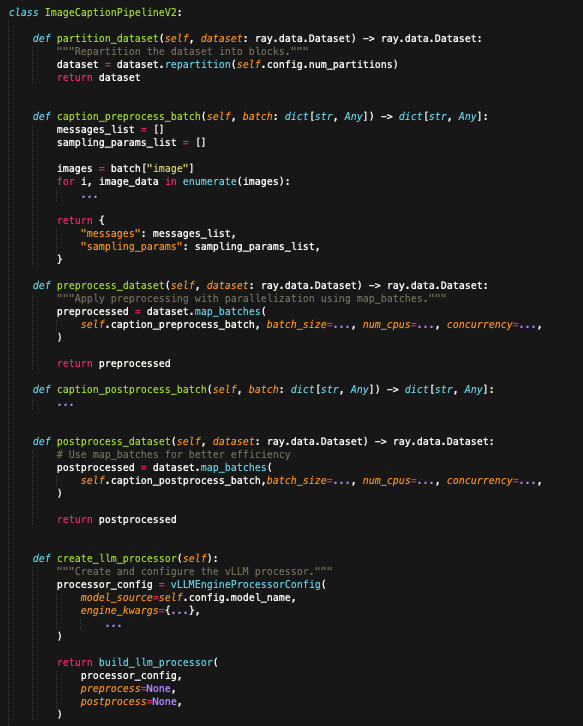 class ImageCaptionPipelineV2:
def partition_dataset(self, dataset: ray.data.Dataset) -> ray.data.Dataset:
"""Repartition the dataset into blocks."""
dataset = dataset.repartition(self.config.num_partitions)
return dataset
def caption_preprocess_batch(self, batch: dict[str, Any]) -> dict[str, Any]:
messages_list = []
sampling_params_list = []
images = batch["image"]
for i, image_data in enumerate(images):
...
return {
"messages": messages_list,
"sampling_params": sampling_params_list,
}
def preprocess_dataset(self, dataset: ray.data.Dataset) -> ray.data.Dataset:
"""Apply preprocessing with parallelization using map_batches."""
preprocessed = dataset.map_batches(
self.caption_preprocess_batch, batch_size=..., num_cpus=..., concurrency=...,
)
return preprocessed
def caption_postprocess_batch(self, batch: dict[str, Any]) -> dict[str, Any]:
...
def postprocess_dataset(self, dataset: ray.data.Dataset) -> ray.data.Dataset:
# Use map_batches for better efficiency
postprocessed = dataset.map_batches(
self.caption_postprocess_batch,batch_size=..., num_cpus=..., concurrency=...,
)
return postprocessed
def create_llm_processor(self):
"""Create and configure the vLLM processor."""
processor_config = vLLMEngineProcessorConfig(
model_source=self.config.model_name,
engine_kwargs={...},
...
)
return build_llm_processor(
processor_config,
preprocess=None,
postprocess=None,
)